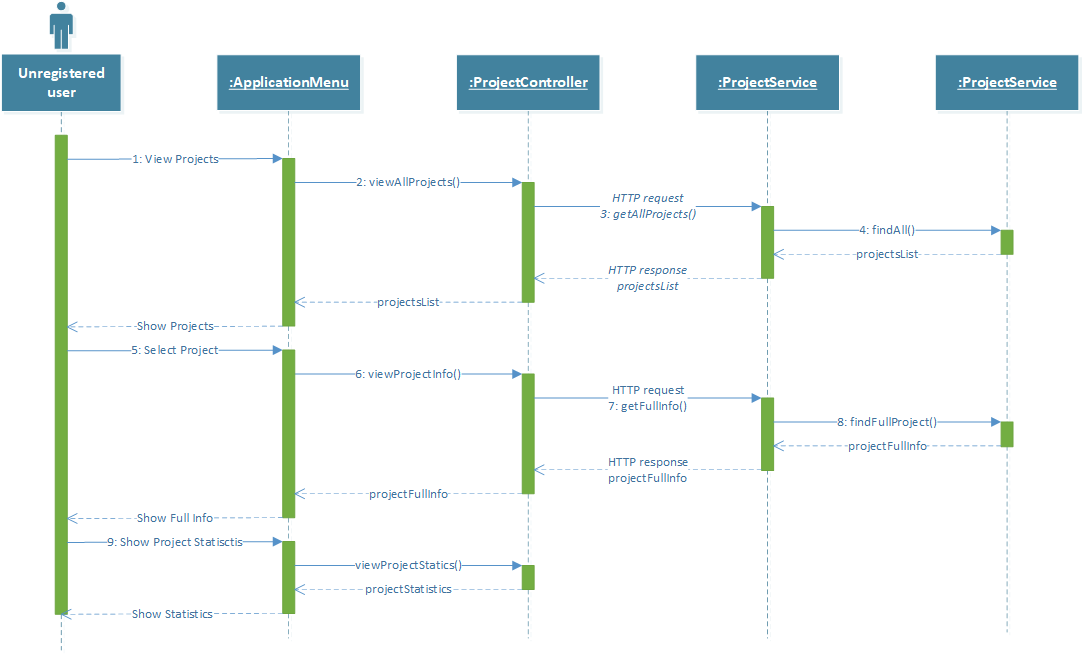 Unregistered
user
:ApplicationMenu
:ProjectController
:ProjectService
:ProjectService
1: View Projects
2: viewAllProjects()
HTTP request
3: getAllProjects()
4: findAll()
projectsList
HTTP response
projectsList
projectsList
Show Projects
5: Select Project
6: viewProjectInfo()
HTTP request
7: getFullInfo()
8: findFullProject()
projectFullInfo
HTTP response
projectFullInfo
projectFullInfo
Show Full Info
9: Show Project Statisctis
viewProjectStatics()
projectStatistics
Show Statistics